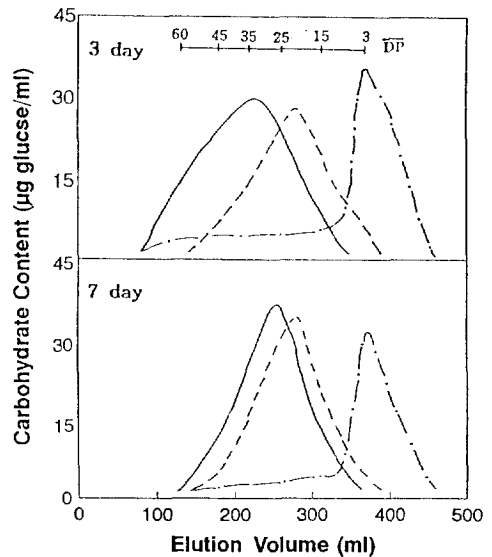 45
3 day
60 45 35 25 15 3 DP
30
15
45
7 day
30
15
0
0 100 200 300 400 500
Carbohydrate Content (µg glucse/ml)
Elution Volume (ml)